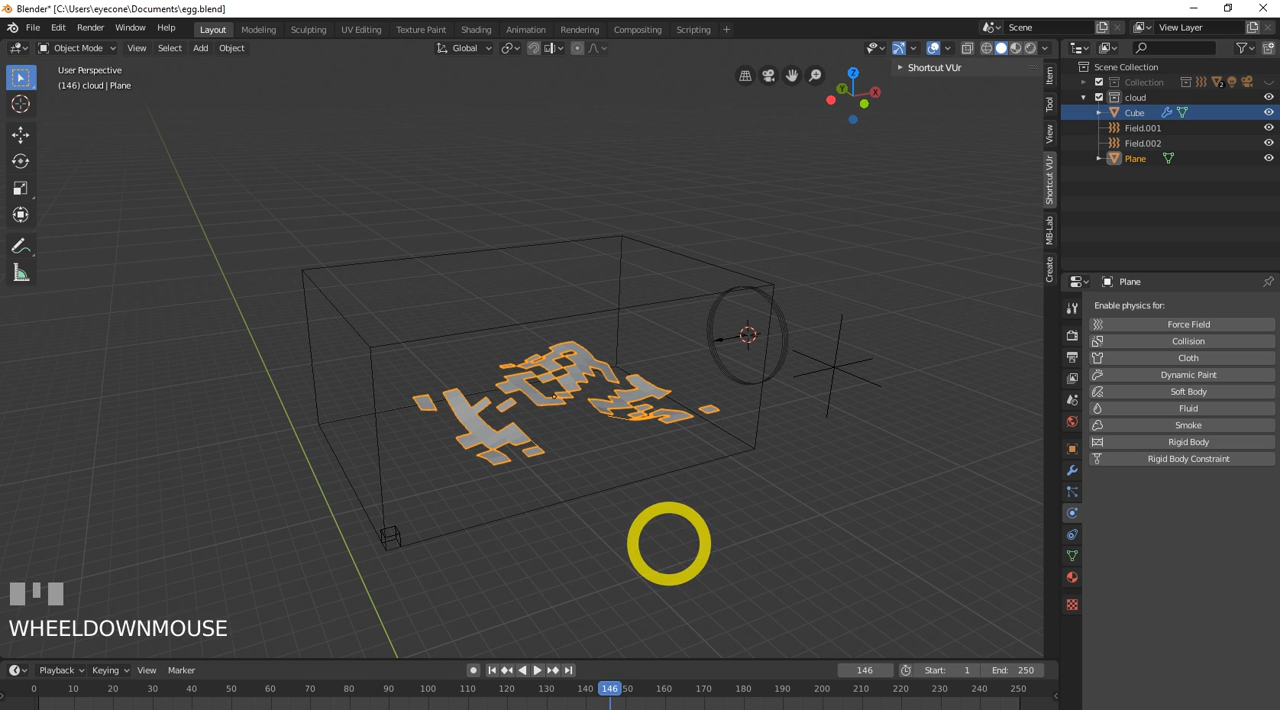 Blender* [C:\Users\eyecone\Documents\egg.blend]
File Edit Render Window Help Layout Modeling Sculpting UV Editing Texture Paint Shading Animation Rendering Compositing Scripting + Scene View Layer
Object Mode View Select Add Object Global
User Perspective
(146) cloud | Plane
Shortcut VUr
Item
Tool
View
Shortcut VUr
MB-Lab
Create
Z
Y
X
Scene Collection
Collection 2
cloud
Cube
Field.001
Field.002
Plane
Plane
Enable physics for:
Force Field
Collision
Cloth
Dynamic Paint
Soft Body
Fluid
Smoke
Rigid Body
Rigid Body Constraint
WHEELDOWNMOUSE
Playback Keying View Marker 146 Start: 1 End: 250
0 10 20 30 40 50 60 70 80 90 100 110 120 130 140 146 50 160 170 180 190 200 210 220 230 240 250